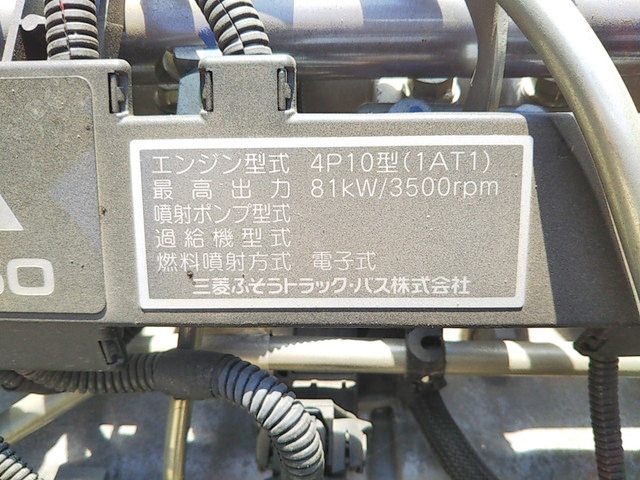 エンジン型式 4P10型(1AT1)
最高出力 81kW/3500rpm
噴射ポンプ型式
過給機型式
燃料噴射方式 電子式
三菱ふそうトラック・バス株式会社